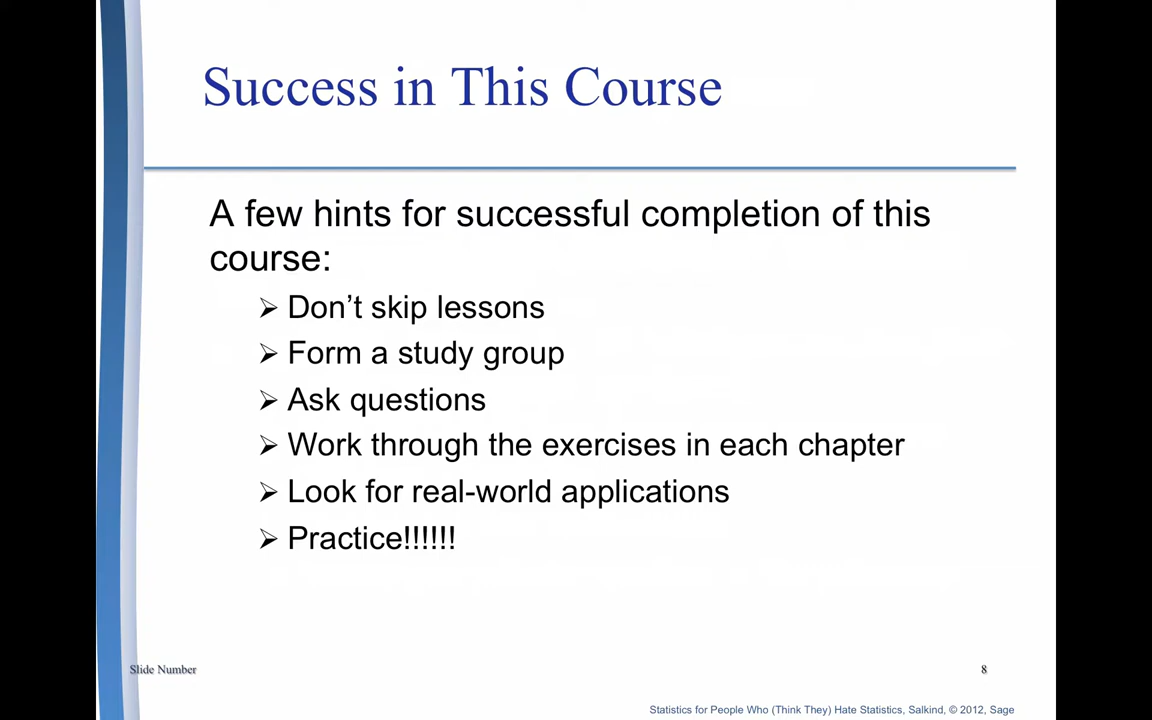 Success in This Course
A few hints for successful completion of this
course:
➢ Don’t skip lessons
➢ Form a study group
➢ Ask questions
➢ Work through the exercises in each chapter
➢ Look for real-world applications
➢ Practice!!!!!!
Slide Number
8
Statistics for People Who (Think They) Hate Statistics, Salkind, © 2012, Sage